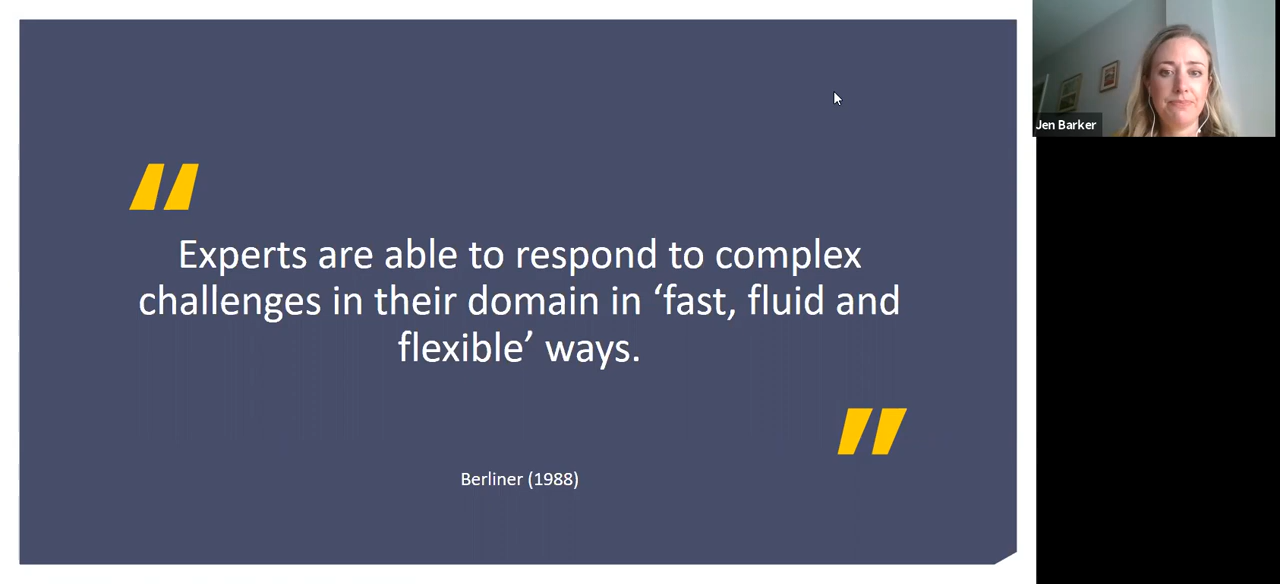 “
Experts are able to respond to complex
challenges in their domain in ‘fast, fluid and
flexible’ ways.
”
Berliner (1988)
Jen Barker